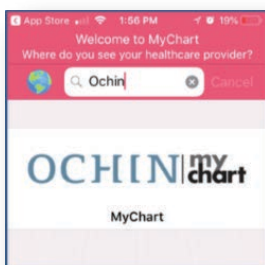 App Store 1:56 PM 19%
Welcome to MyChart
Where do you see your healthcare provider?
Ochin Cancel
OCHIN my chart
MyChart